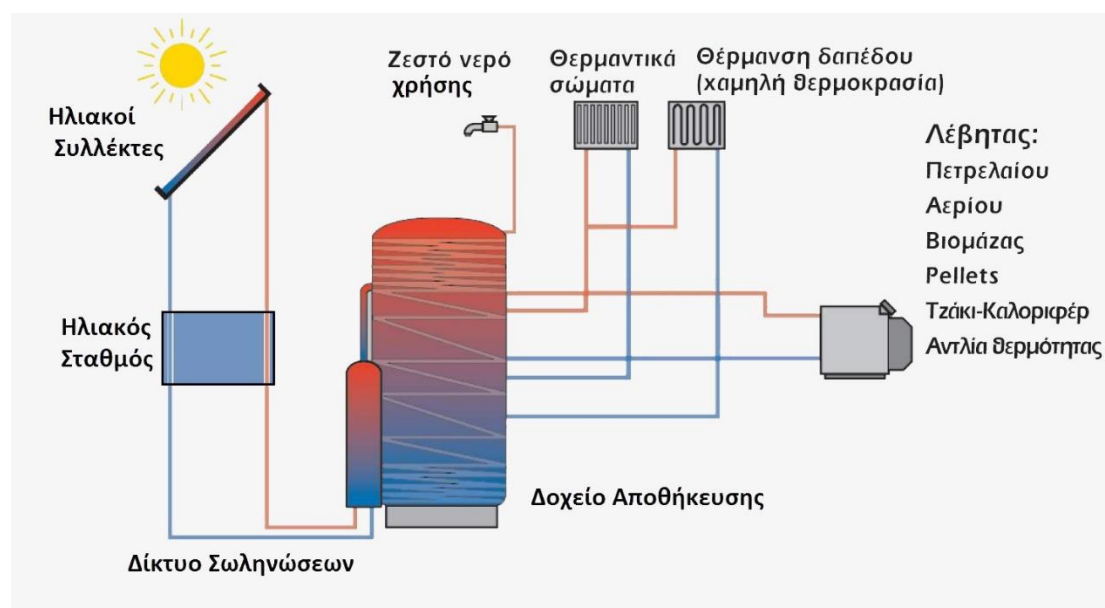 Ζεστό νερό
χρήσης
Θερμαντικά
σώματα
Θέρμανση δαπέδου
(χαμηλή θερμοκρασία)
Ηλιακοί
Συλλέκτες
Λέβητας:
Πετρελαίου
Αερίου
Βιομάζας
Pellets
Τζάκι-Καλοριφέρ
Αντλία θερμότητας
Ηλιακός
Σταθμός
Δοχείο Αποθήκευσης
Δίκτυο Σωληνώσεων